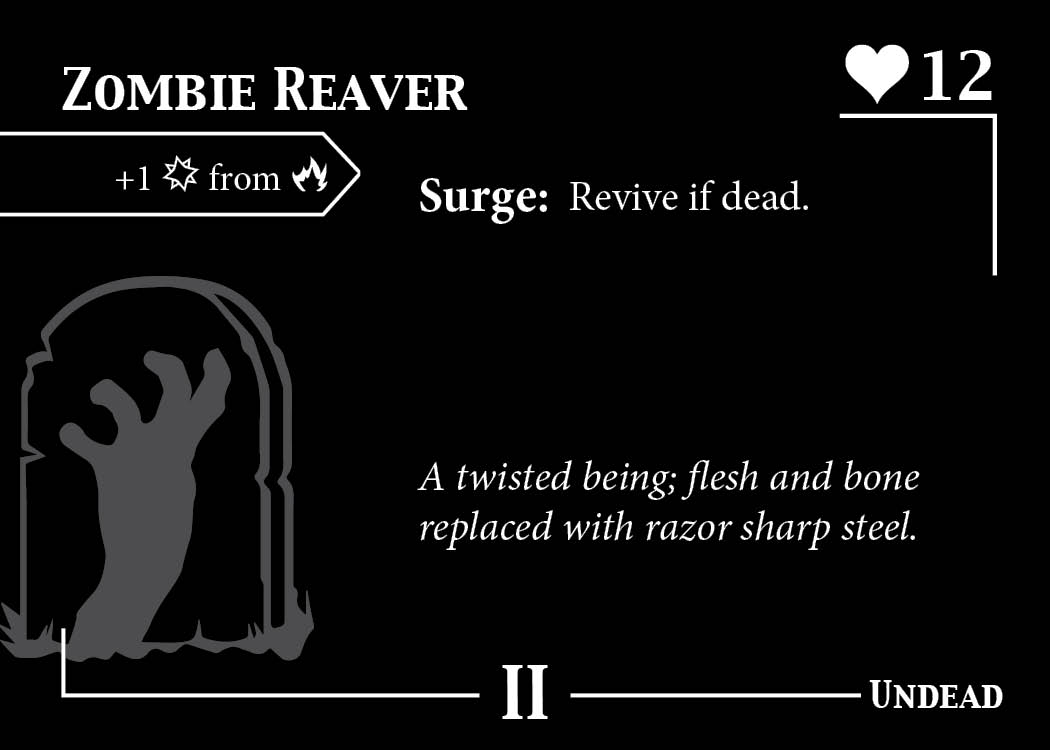 Zombie Reaver
12
+1 from
Surge: Revive if dead.
A twisted being; flesh and bone
replaced with razor sharp steel.
II
Undead